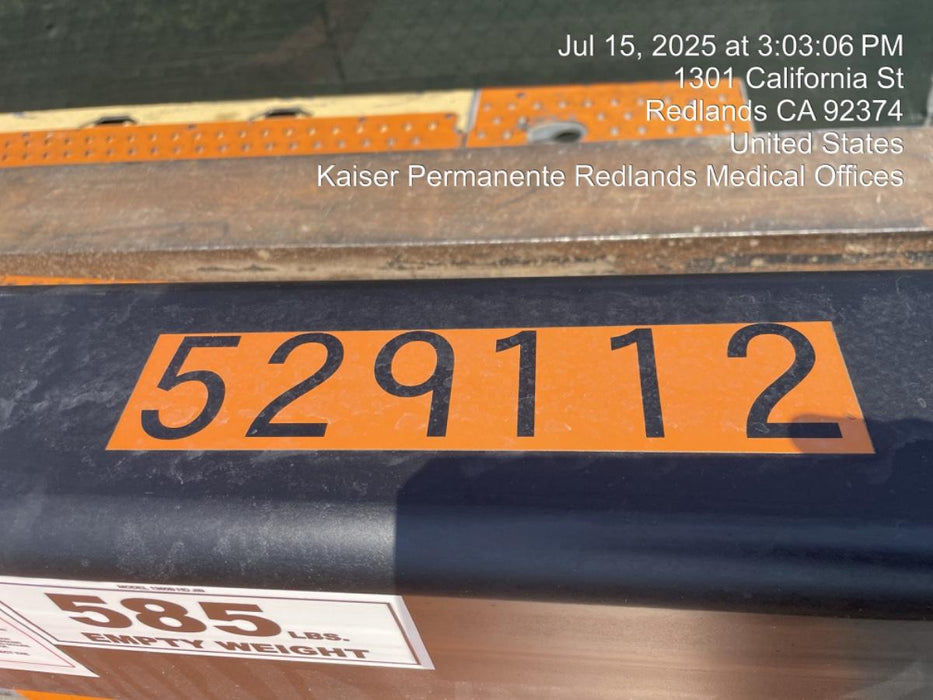 Jul 15, 2025 at 3:03:06 PM
1301 California St
Redlands CA 92374
United States
Kaiser Permanente Redlands Medical Offices
529112
585 LBS.
EMPTY WEIGHT